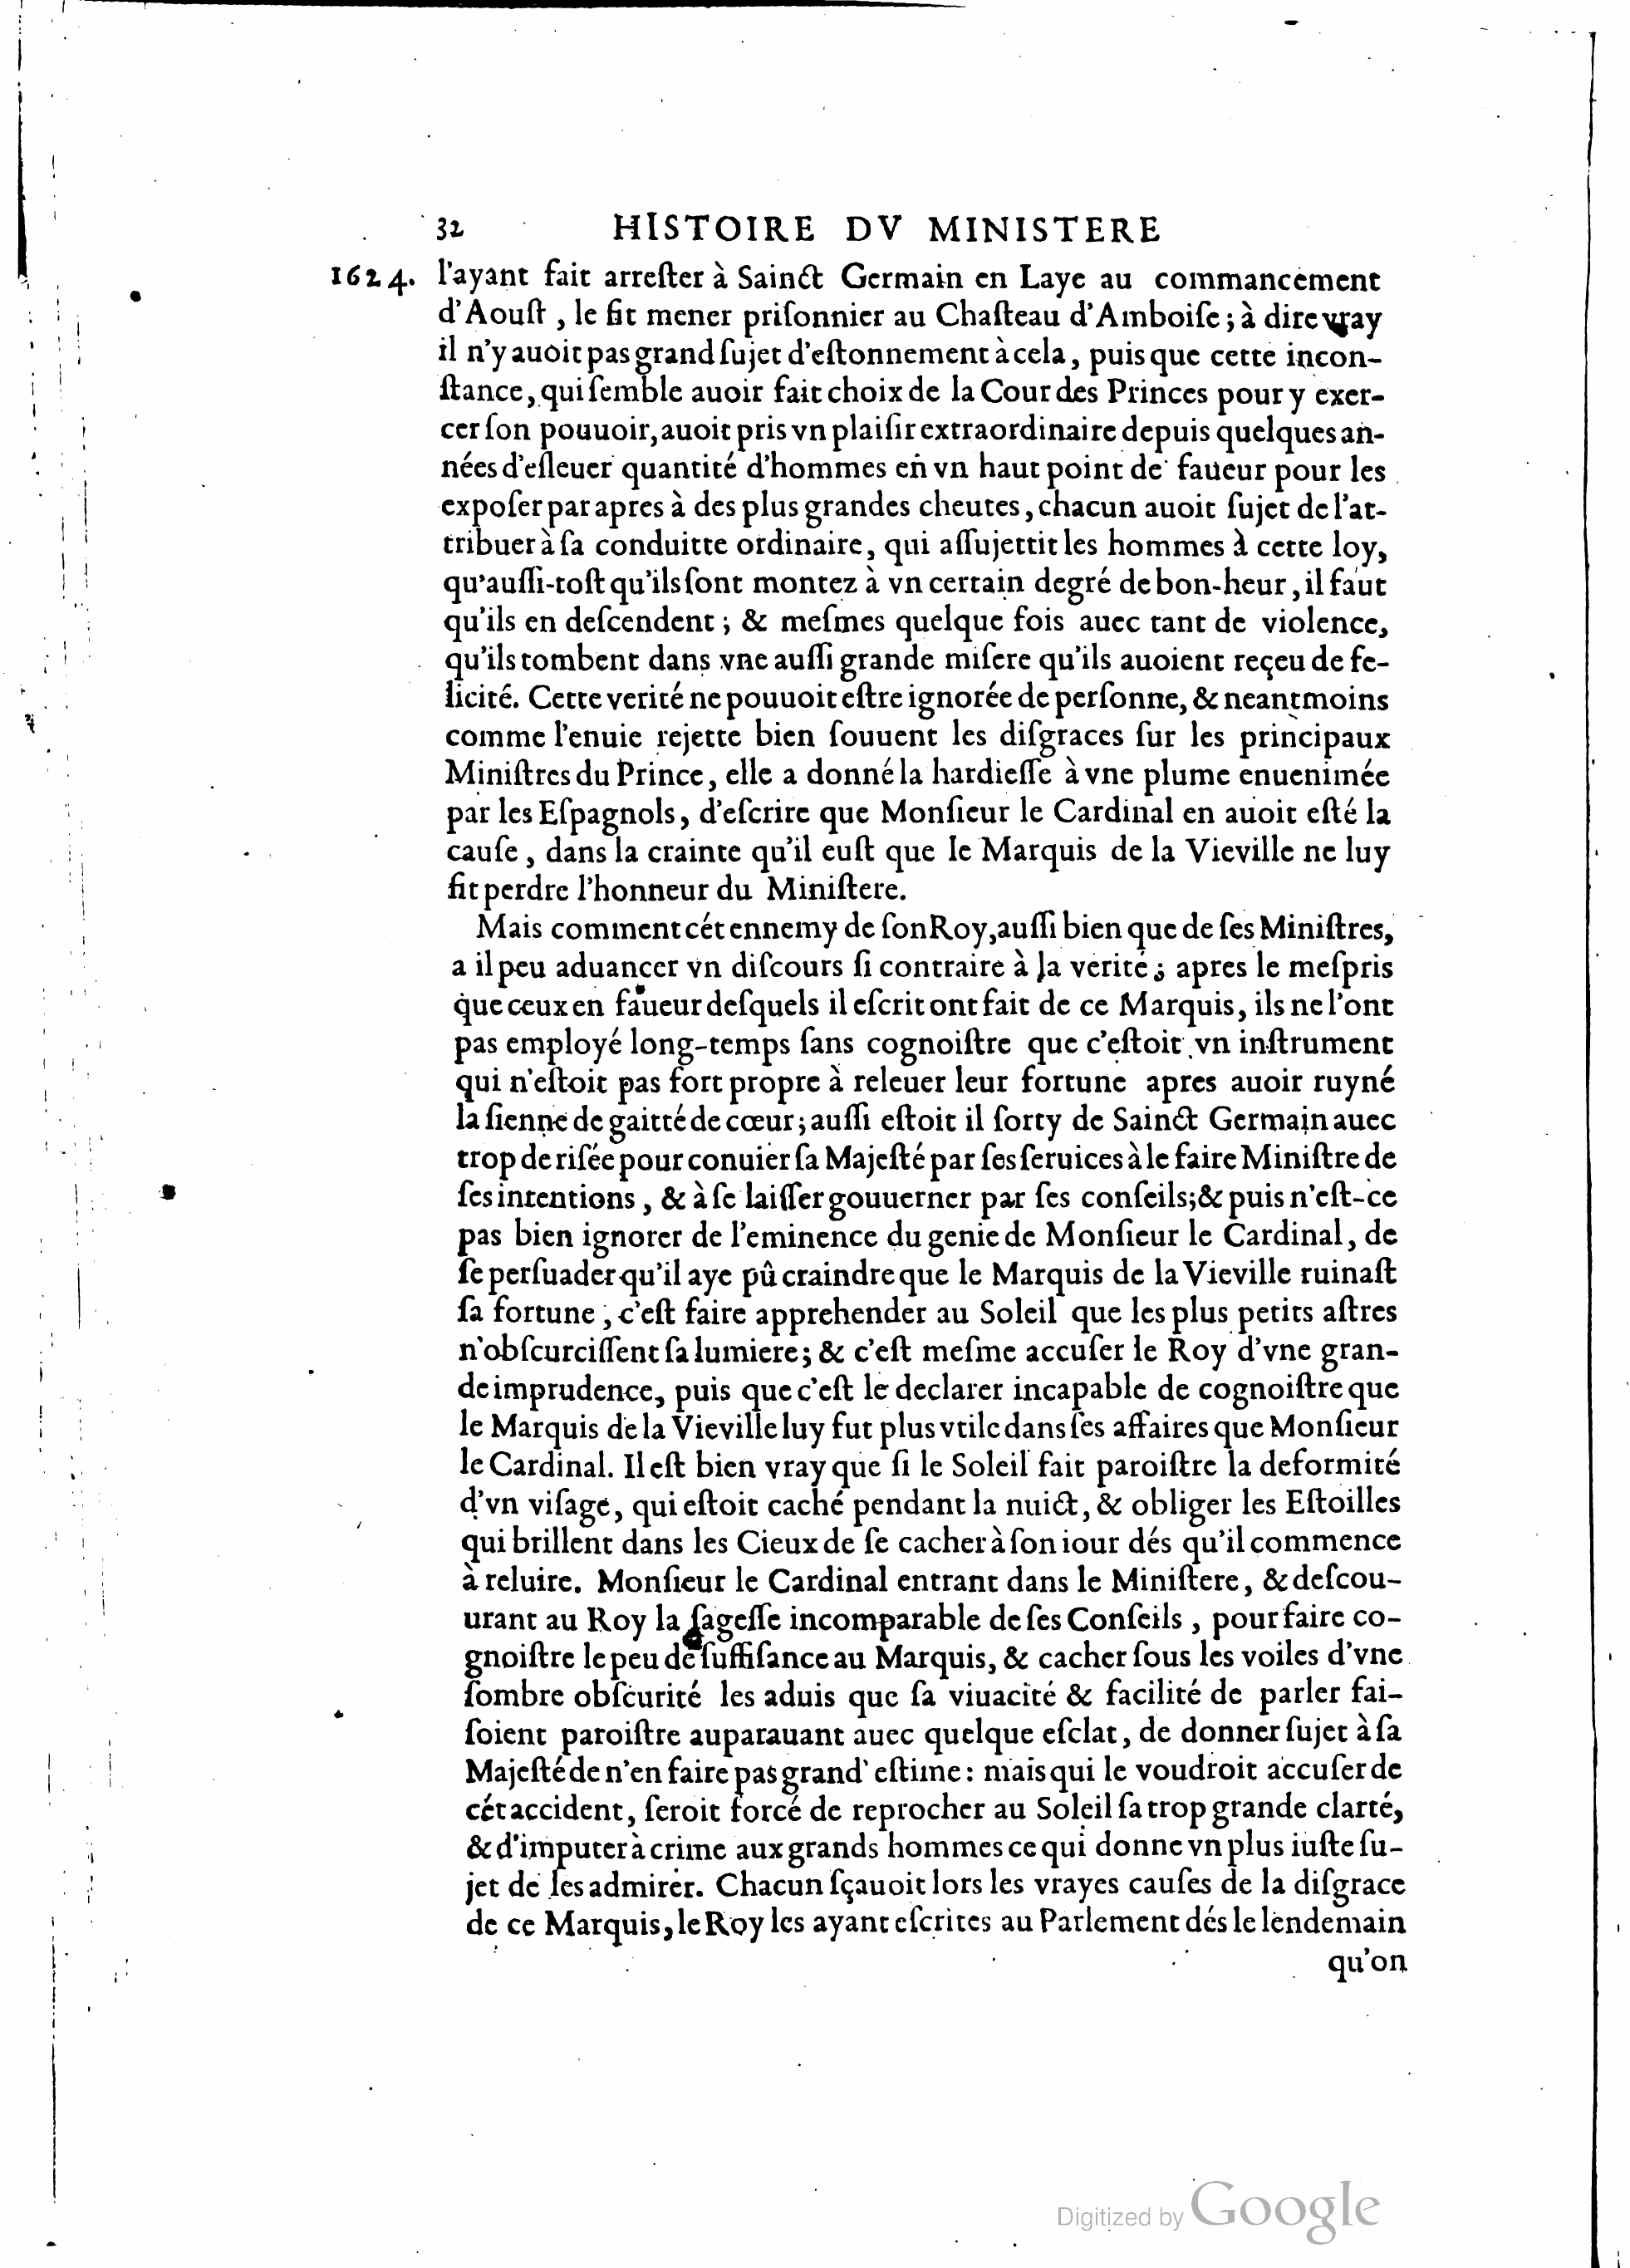 32 HISTOIRE DV MINISTERE
1624. l'ayant fait arreſter à Sainct Germain en Laye au commancement
d'Aouſt, le fit mener priſonnier au Chaſteau d'Amboiſe; à dire vray
il n'y auoit pas grand ſujet d'eſtonnement à cela, puis que cette incon-
ſtance, qui ſemble auoir fait choix de la Cour des Princes pour y exer-
cer ſon pouuoir, auoit pris vn plaiſir extraordinaire depuis quelques an-
nées d'eſleuer quantité d'hommes en vn haut point de faueur pour les
expoſer par apres à des plus grandes cheutes, chacun auoit ſujet de l'at-
tribuer à ſa conduitte ordinaire, qui aſſujettit les hommes à cette loy,
qu'auſſi-toſt qu'ils ſont montez à vn certain degré de bon-heur, il faut
qu'ils en deſcendent; & meſmes quelque fois auec tant de violence,
qu'ils tombent dans vne auſſi grande miſere qu'ils auoient reçeu de fe-
licité. Cette verité ne pouuoit eſtre ignorée de perſonne, & neantmoins
comme l'enuie rejette bien ſouuent les diſgraces ſur les principaux
Miniſtres du Prince, elle a donné la hardieſſe à vne plume enuenimée
par les Eſpagnols, d'eſcrire que Monſieur le Cardinal en auoit eſté la
cauſe, dans la crainte qu'il euſt que le Marquis de la Vieville ne luy
fit perdre l'honneur du Miniſtere.
Mais comment cét ennemy de ſon Roy, auſſi bien que de ſes Miniſtres,
a il peu aduancer vn diſcours ſi contraire à la verité; apres le meſpris
que ceux en faueur deſquels il eſcrit ont fait de ce Marquis, ils ne l'ont
pas employé long-temps ſans cognoiſtre que c'eſtoit vn inſtrument
qui n'eſtoit pas fort propre à releuer leur fortune apres auoir ruyné
la ſienne de gaitté de cœur; auſſi eſtoit il ſorty de Sainct Germain auec
trop de riſée pour conuier ſa Majeſté par ſes ſeruices à le faire Miniſtre de
ſes intentions, & à ſe laiſſer gouuerner par ſes conſeils; & puis n'eſt-ce
pas bien ignorer de l'eminence du genie de Monſieur le Cardinal, de
ſe perſuader qu'il aye pû craindre que le Marquis de la Vieville ruinaſt
ſa fortune; c'eſt faire apprehender au Soleil que les plus petits aſtres
n'obſcurciſſent ſa lumiere; & c'eſt meſme accuſer le Roy d'vne gran-
de imprudence, puis que c'eſt le declarer incapable de cognoiſtre que
le Marquis de la Vieville luy fut plus vtile dans ſes affaires que Monſieur
le Cardinal. Il eſt bien vray que ſi le Soleil fait paroiſtre la deformité
d'vn viſage, qui eſtoit caché pendant la nuict, & obliger les Eſtoilles
qui brillent dans les Cieux de ſe cacher à ſon iour dés qu'il commence
à reluire. Monſieur le Cardinal entrant dans le Miniſtere, & deſcou-
urant au Roy la ſageſſe incomparable de ſes Conſeils, pour faire co-
gnoiſtre le peu de ſuffiſance au Marquis, & cacher ſous les voiles d'vne
ſombre obſcurité les aduis que ſa viuacité & facilité de parler fai-
ſoient paroiſtre auparauant auec quelque eſclat, de donner ſujet à ſa
Majeſté de n'en faire pas grand' eſtime: mais qui le voudroit accuſer de
cét accident, ſeroit forcé de reprocher au Soleil ſa trop grande clarté,
& d'imputer à crime aux grands hommes ce qui donne vn plus iuſte ſu-
jet de les admirer. Chacun ſçauoit lors les vrayes cauſes de la diſgrace
de ce Marquis, le Roy les ayant eſcrites au Parlement dés le lendemain
qu'on
Digitized by Google